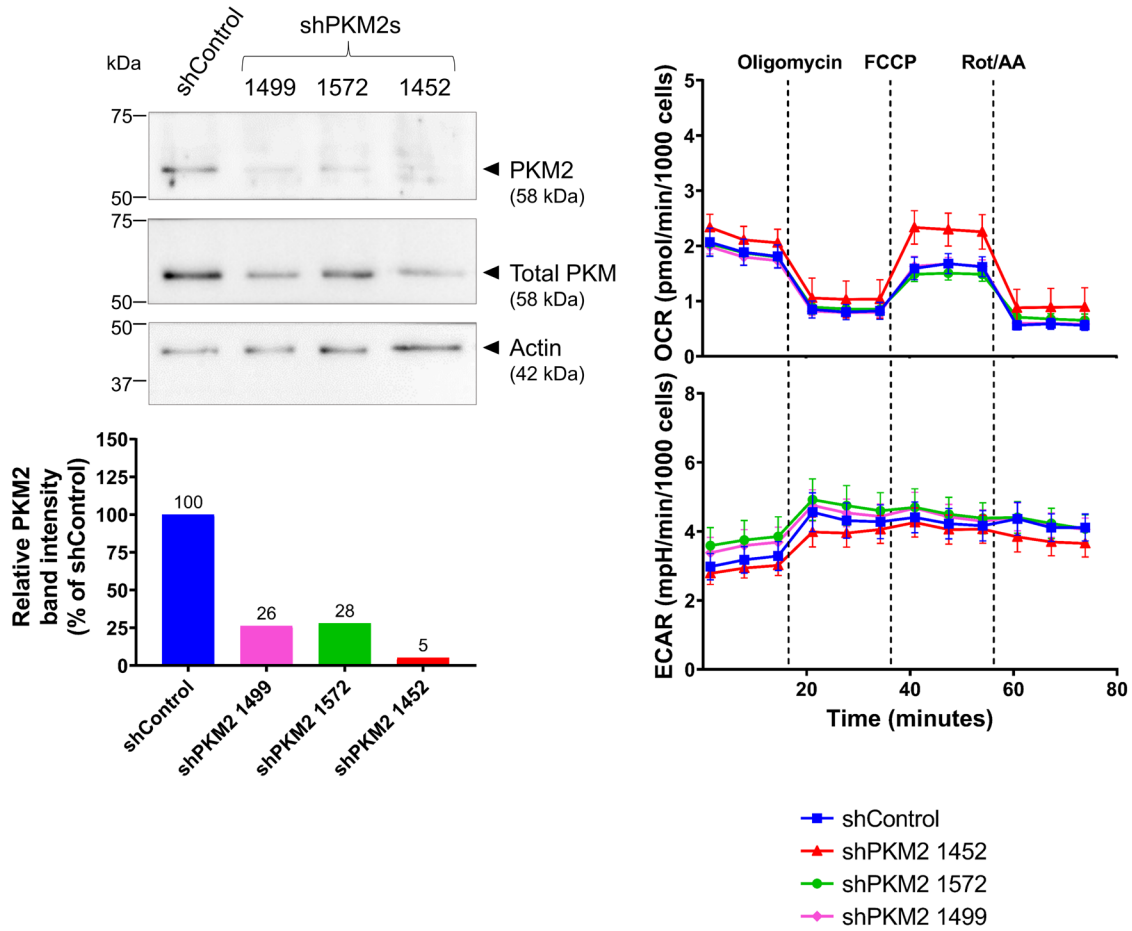 shControl
shPKM2s
kDa
1499 1572 1452
75
PKM2
(58 kDa)
50
75
Total PKM
(58 kDa)
50
50
Actin
(42 kDa)
37
Relative PKM2
band intensity
(% of shControl)
150
125
100
75
50
25
0
100
26
28
5
shControl
shPKM2 1499
shPKM2 1572
shPKM2 1452
Oligomycin FCCP Rot/AA
OCR (pmol/min/1000 cells)
5
4
3
2
1
0
ECAR (mpH/min/1000 cells)
8
6
4
2
0
20 40 60 80
Time (minutes)
shControl
shPKM2 1452
shPKM2 1572
shPKM2 1499